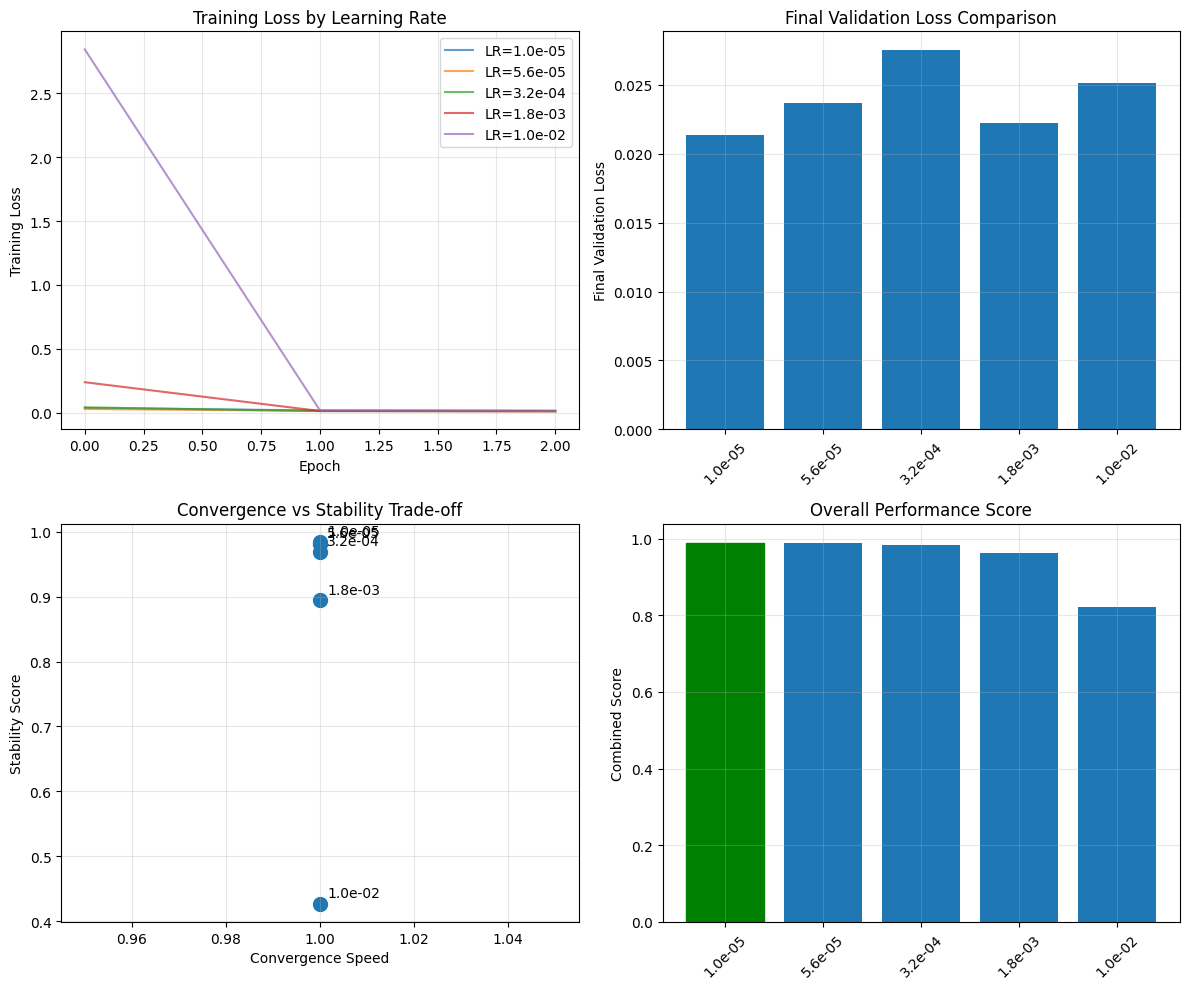 Training Loss by Learning Rate
Training Loss
2.5
2.0
1.5
1.0
0.5
0.0
LR=1.0e-05
LR=5.6e-05
LR=3.2e-04
LR=1.8e-03
LR=1.0e-02
0.00 0.25 0.50 0.75 1.00 1.25 1.50 1.75 2.00
Epoch
Final Validation Loss Comparison
Final Validation Loss
0.025
0.020
0.015
0.010
0.005
0.000
1.0e-05 5.6e-05 3.2e-04 1.8e-03 1.0e-02
Convergence vs Stability Trade-off
Stability Score
1.0
0.9
0.8
0.7
0.6
0.5
0.4
1.0e-05
5.6e-05
3.2e-04
1.8e-03
1.0e-02
0.96 0.98 1.00 1.02 1.04
Convergence Speed
Overall Performance Score
Combined Score
1.0
0.8
0.6
0.4
0.2
0.0
1.0e-05 5.6e-05 3.2e-04 1.8e-03 1.0e-02